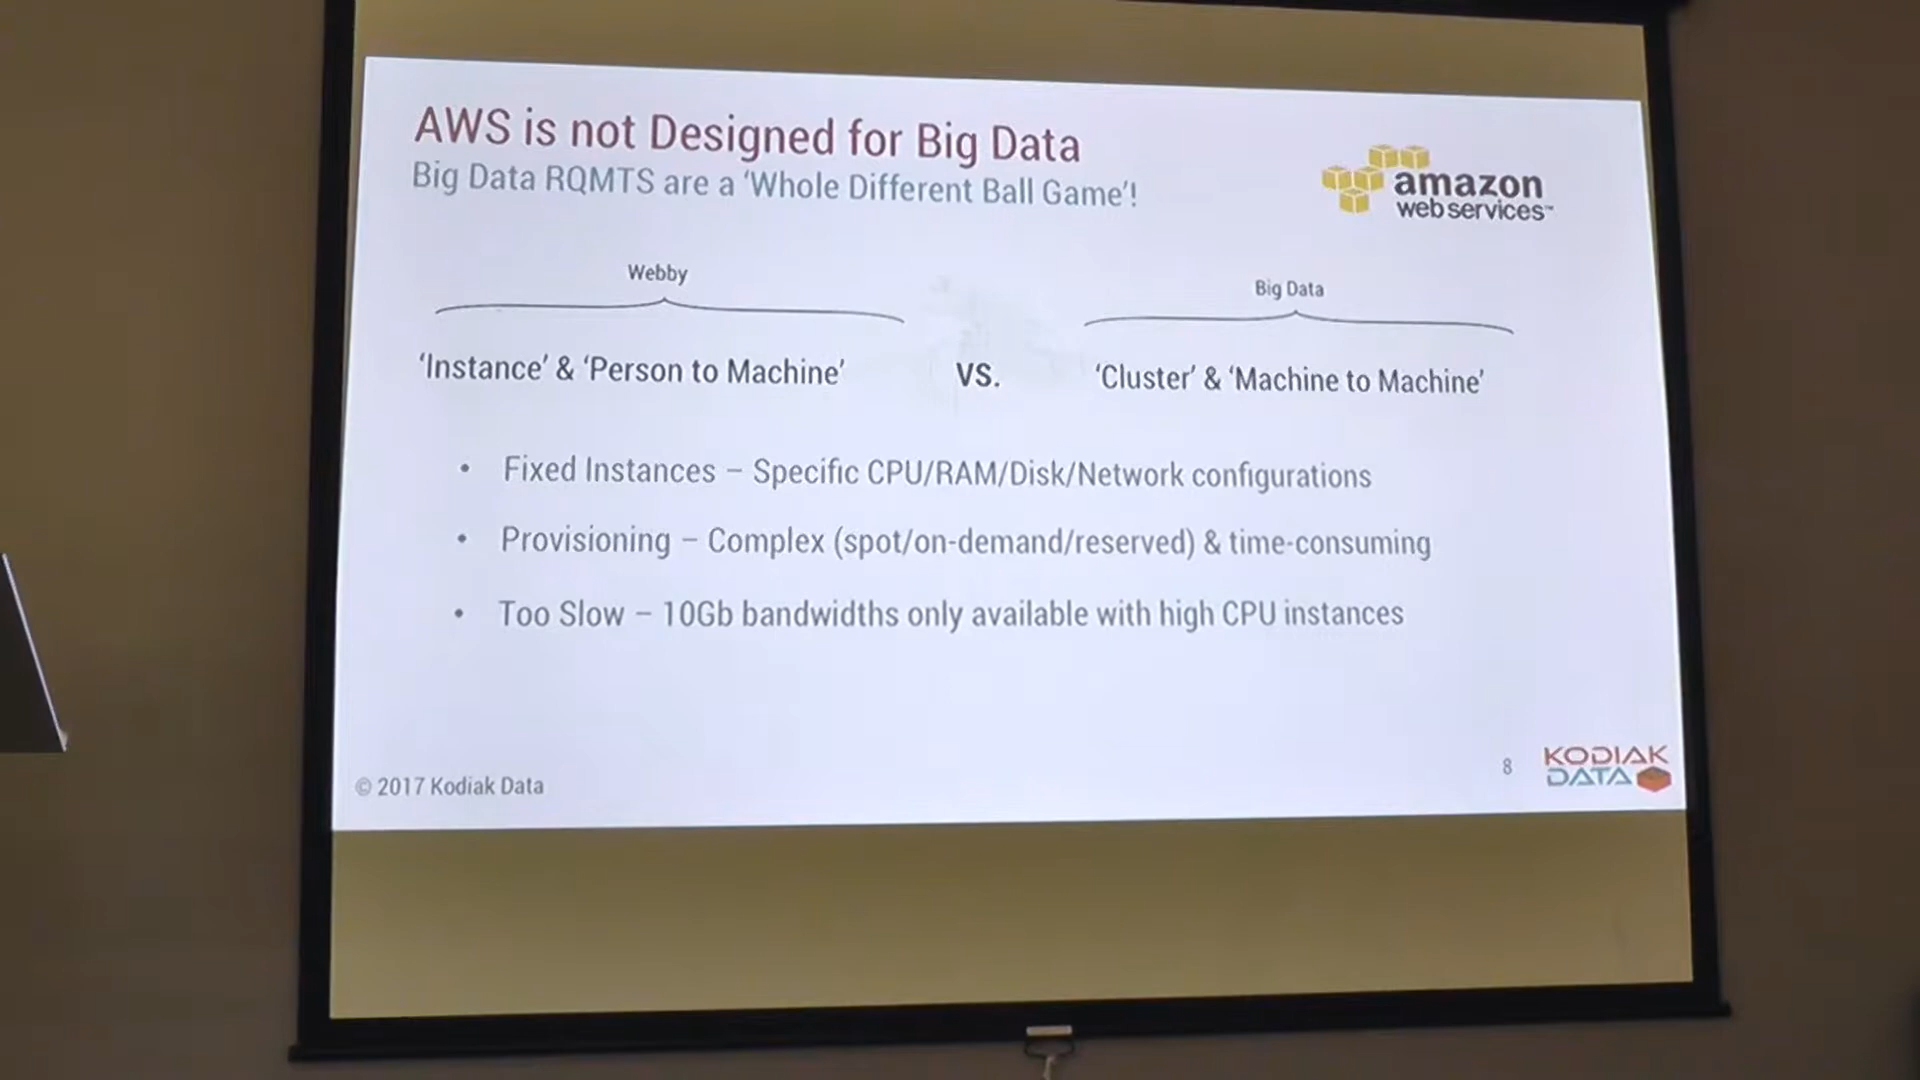 AWS is not Designed for Big Data
Big Data RQMTS are a ‘Whole Different Ball Game’!
amazon
webservices™
Webby
Big Data
‘Instance’ & ‘Person to Machine’
VS.
‘Cluster’ & ‘Machine to Machine’
• Fixed Instances – Specific CPU/RAM/Disk/Network configurations
• Provisioning – Complex (spot/on-demand/reserved) & time-consuming
• Too Slow – 10Gb bandwidths only available with high CPU instances
© 2017 Kodiak Data
8
KODIAK
DATA